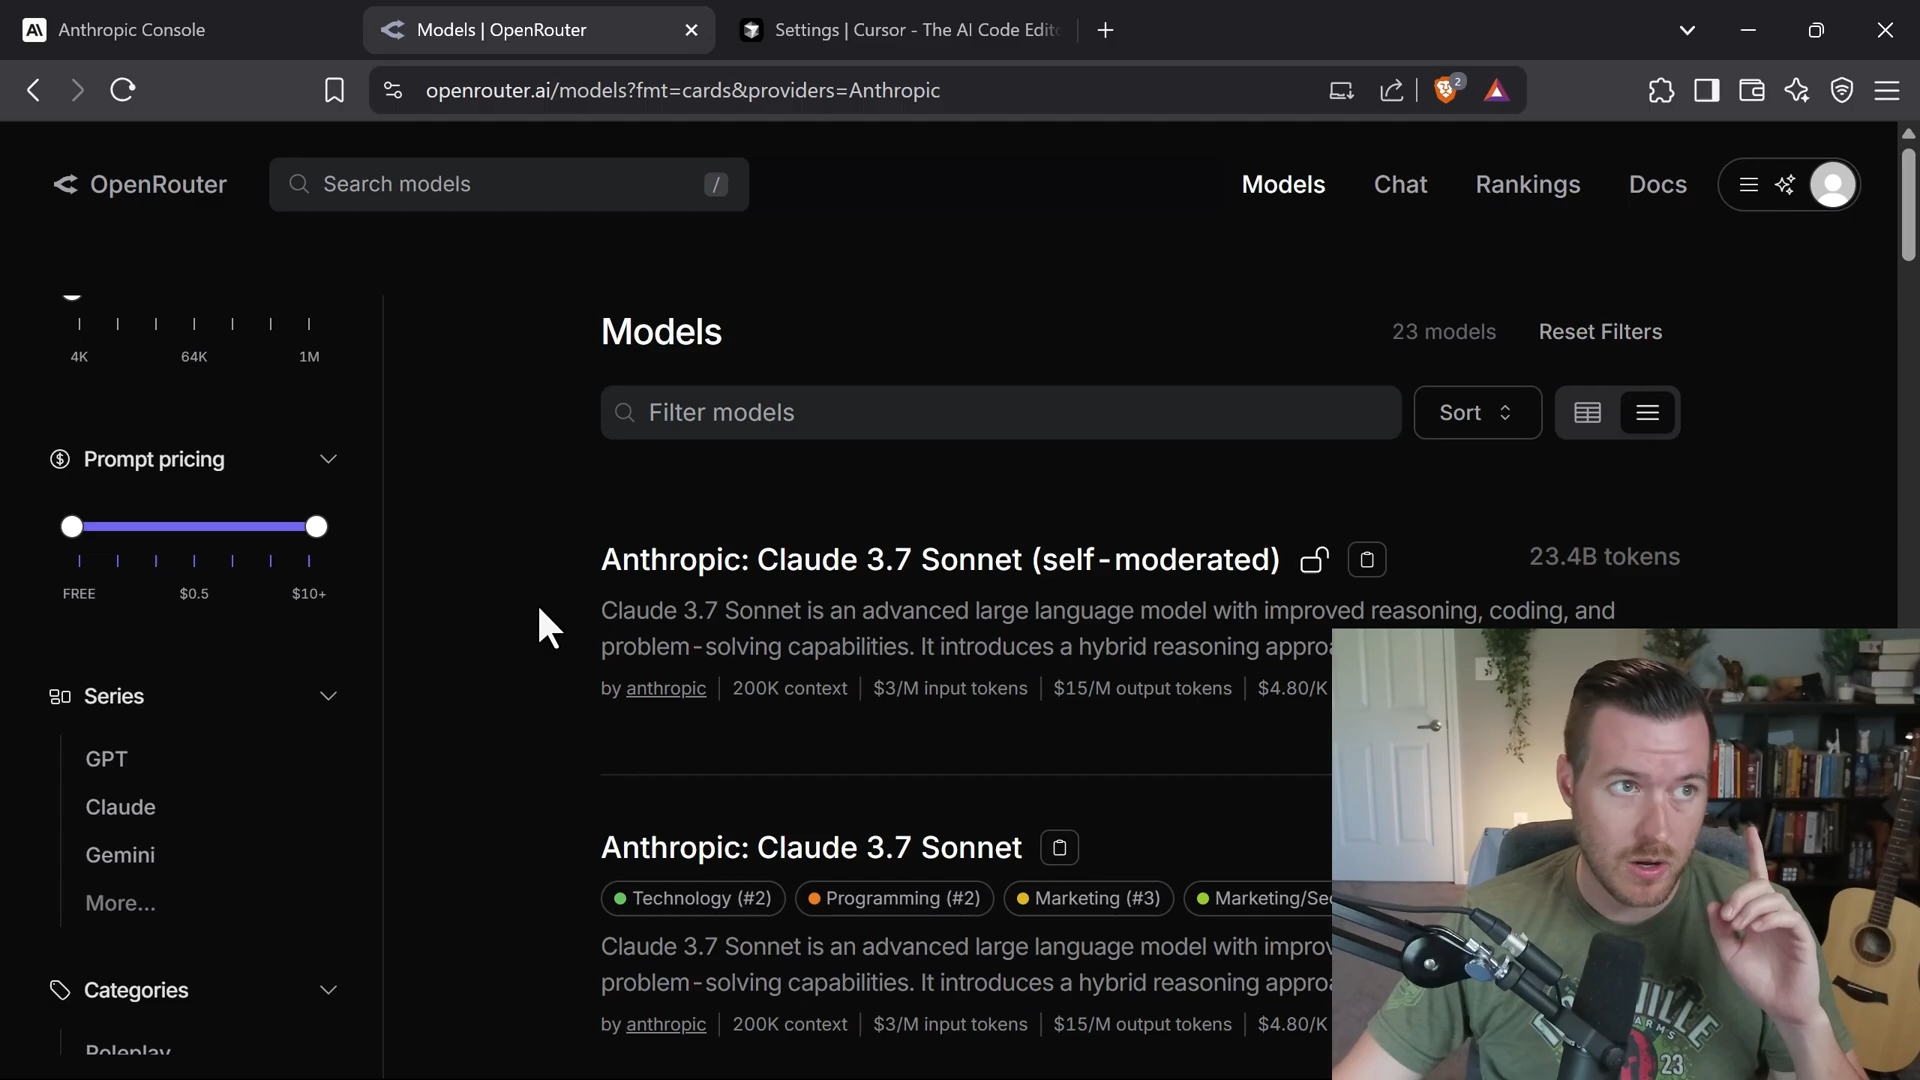 Anthropic Console
Models | OpenRouter
Settings | Cursor - The AI Code Edit
openrouter.ai/models?fmt=cards&providers=Anthropic
2
OpenRouter
Search models
/
Models
Chat
Rankings
Docs
4K
64K
1M
Prompt pricing
FREE
$0.5
$10+
Series
GPT
Claude
Gemini
More...
Categories
Roleplay
Models
23 models
Reset Filters
Filter models
Sort
Anthropic: Claude 3.7 Sonnet (self-moderated)
23.4B tokens
Claude 3.7 Sonnet is an advanced large language model with improved reasoning, coding, and
problem-solving capabilities. It introduces a hybrid reasoning appro
by anthropic | 200K context | $3/M input tokens | $15/M output tokens | $4.80/K
Anthropic: Claude 3.7 Sonnet
Technology (#2)
Programming (#2)
Marketing (#3)
Marketing/Se
Claude 3.7 Sonnet is an advanced large language model with improv
problem-solving capabilities. It introduces a hybrid reasoning appro
by anthropic | 200K context | $3/M input tokens | $15/M output tokens | $4.80/K
VILLE
ARMS
23